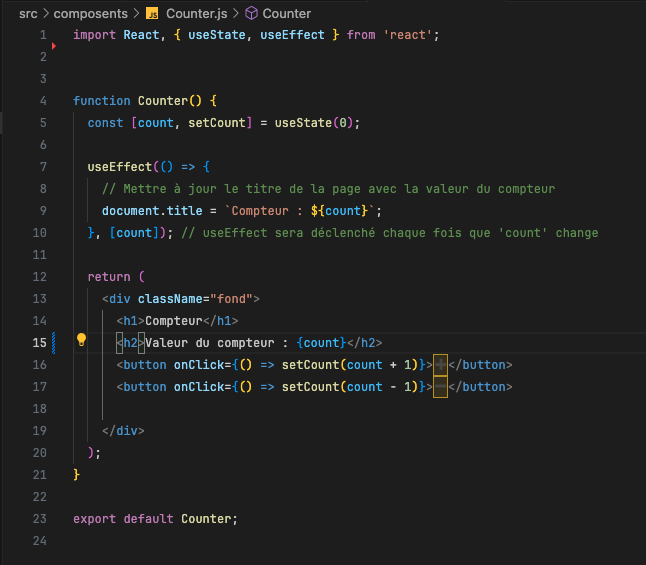 src > composents > JS Counter.js > Counter
1 import React, { useState, useEffect } from 'react';
2
3
4 function Counter() {
5   const [count, setCount] = useState(0);
6
7   useEffect(() => {
8     // Mettre à jour le titre de la page avec la valeur du compteur
9     document.title = `Compteur : ${count}`;
10   }, [count]); // useEffect sera déclenché chaque fois que 'count' change
11
12   return (
13     <div className="fond">
14       <h1>Compteur</h1>
15       <h2>Valeur du compteur : {count}</h2>
16       <button onClick={() => setCount(count + 1)}>➕</button>
17       <button onClick={() => setCount(count - 1)}>➖</button>
18
19     </div>
20   );
21 }
22
23 export default Counter;
24